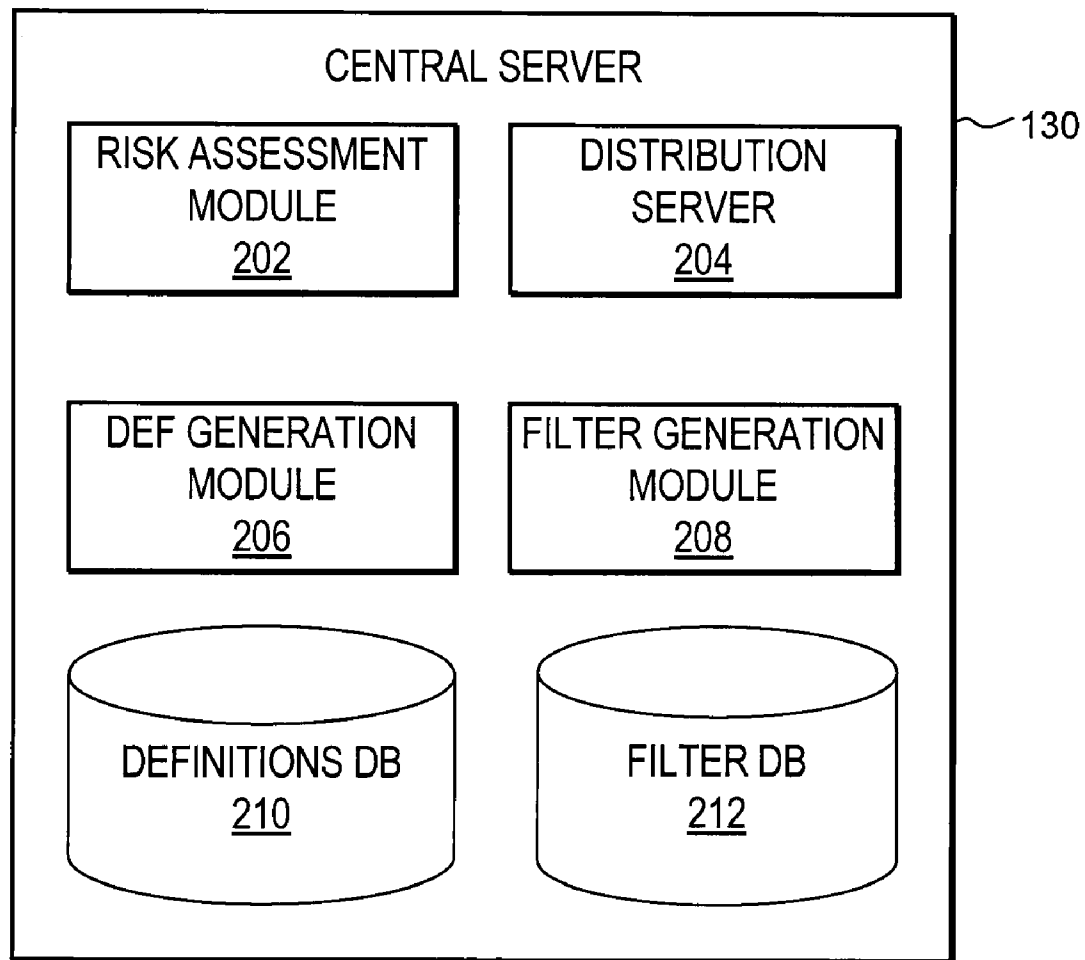 CENTRAL SERVER
130
RISK ASSESSMENT
MODULE
202
DISTRIBUTION
SERVER
204
DEF GENERATION
MODULE
206
FILTER GENERATION
MODULE
208
DEFINITIONS DB
210
FILTER DB
212